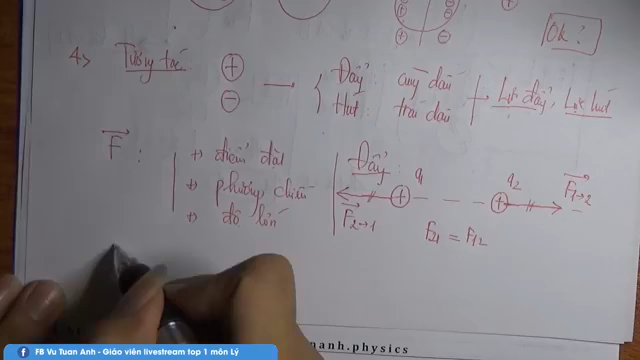 OK?
4> Tương tác ⊕ → { Đẩy: cùng dấu → Lực đẩy, Lực hút
⊖ Hút: trái dấu
F⃗ : + điểm đặt
+ phương, chiều
+ độ lớn
Đẩy:
q₁ q₂ F⃗₁→₂
F⃗₂→₁
F₂₁ = F₁₂
anh.physics
FB Vu Tuan Anh - Giáo viên livestream top 1 môn Lý